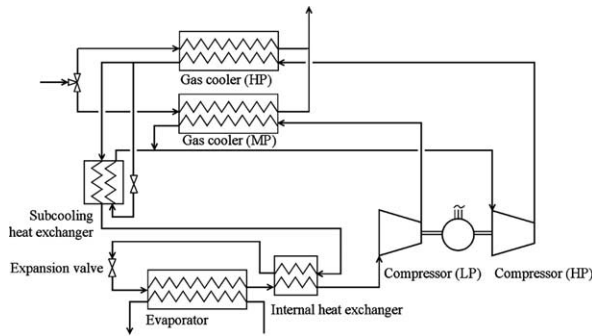 Gas cooler (HP)
Gas cooler (MP)
Subcooling
heat exchanger
Expansion valve
Compressor (LP)
Compressor (HP)
Internal heat exchanger
Evaporator